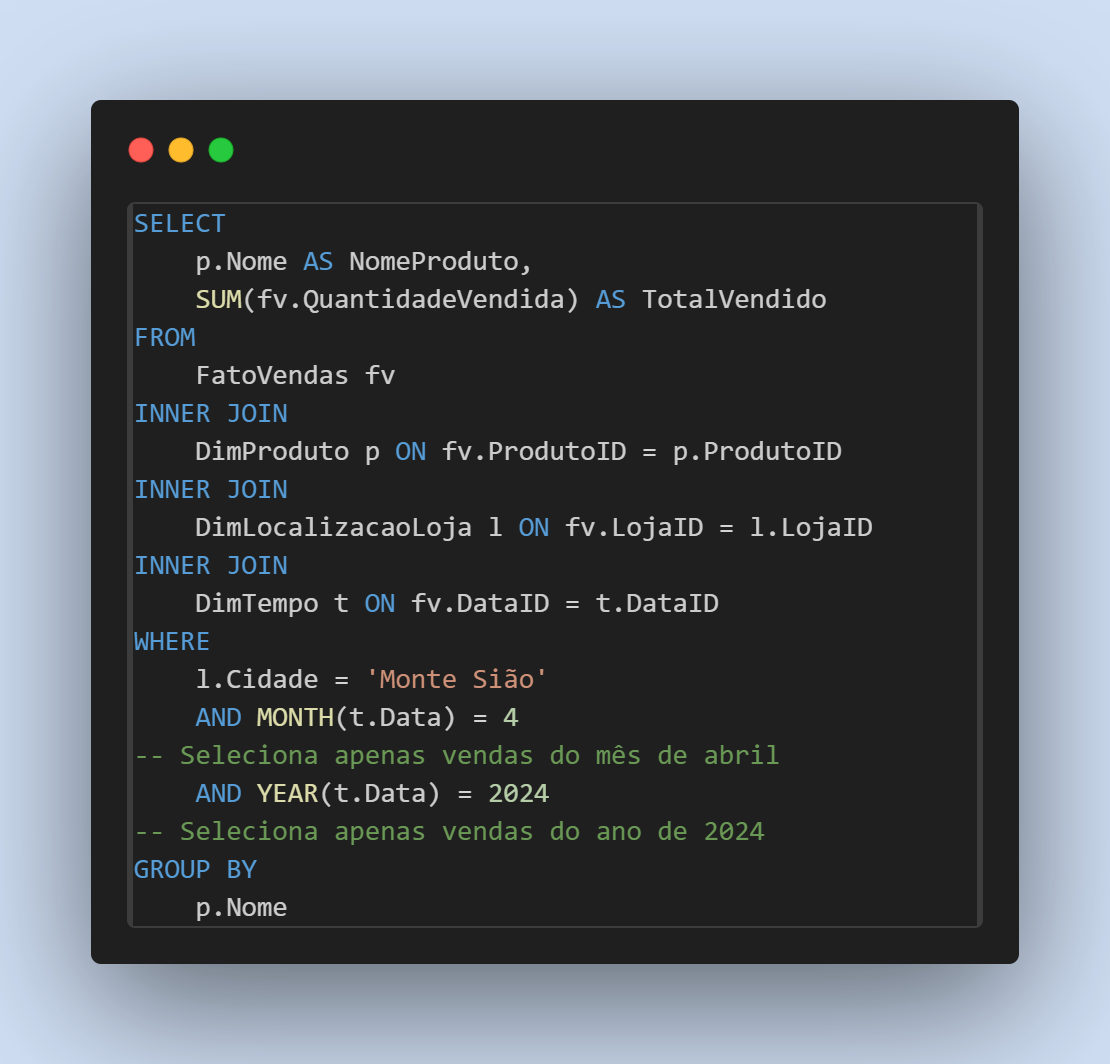 SELECT
    p.Nome AS NomeProduto,
    SUM(fv.QuantidadeVendida) AS TotalVendido
FROM
    FatoVendas fv
INNER JOIN
    DimProduto p ON fv.ProdutoID = p.ProdutoID
INNER JOIN
    DimLocalizacaoLoja l ON fv.LojaID = l.LojaID
INNER JOIN
    DimTempo t ON fv.DataID = t.DataID
WHERE
    l.Cidade = 'Monte Sião'
    AND MONTH(t.Data) = 4
-- Seleciona apenas vendas do mês de abril
    AND YEAR(t.Data) = 2024
-- Seleciona apenas vendas do ano de 2024
GROUP BY
    p.Nome